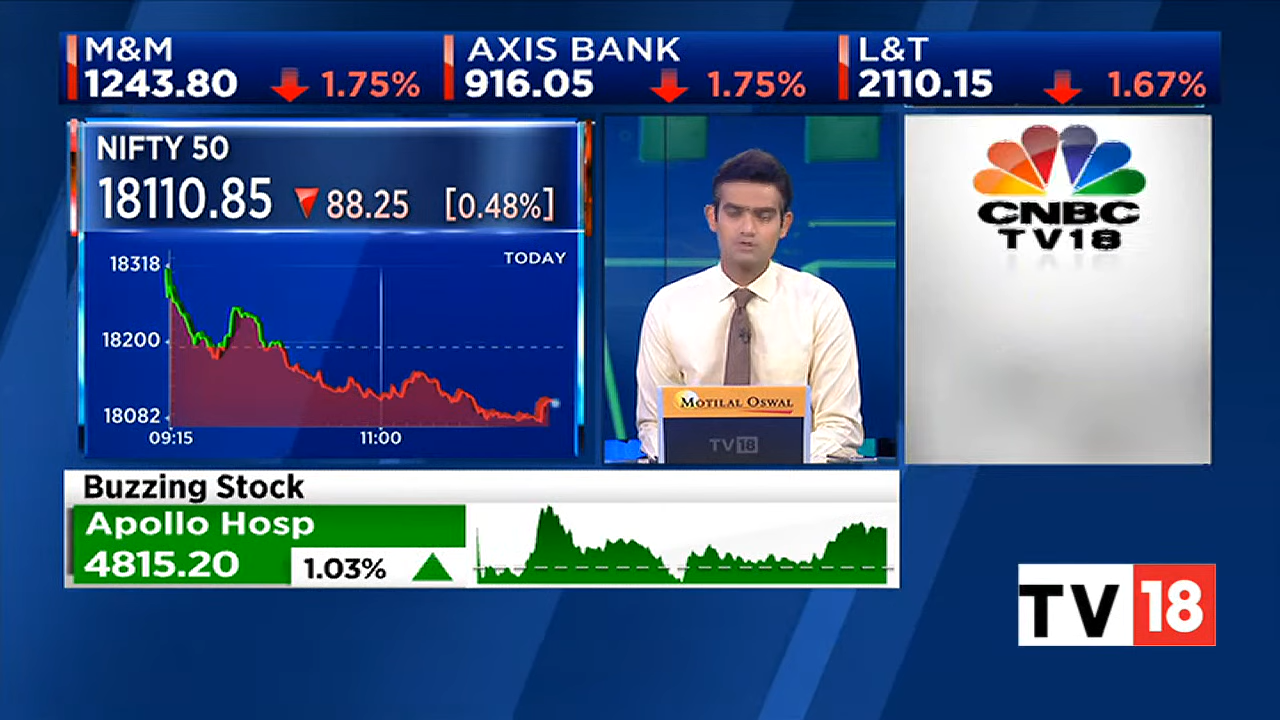 M&M
1243.80 1.75%
AXIS BANK
916.05 1.75%
L&T
2110.15 1.67%
NIFTY 50
18110.85 88.25 [0.48%]
TODAY
18318
18200
18082
09:15 11:00
MOTILAL OSWAL
TV18
CNBC
TV18
Buzzing Stock
Apollo Hosp
4815.20 1.03%
TV18